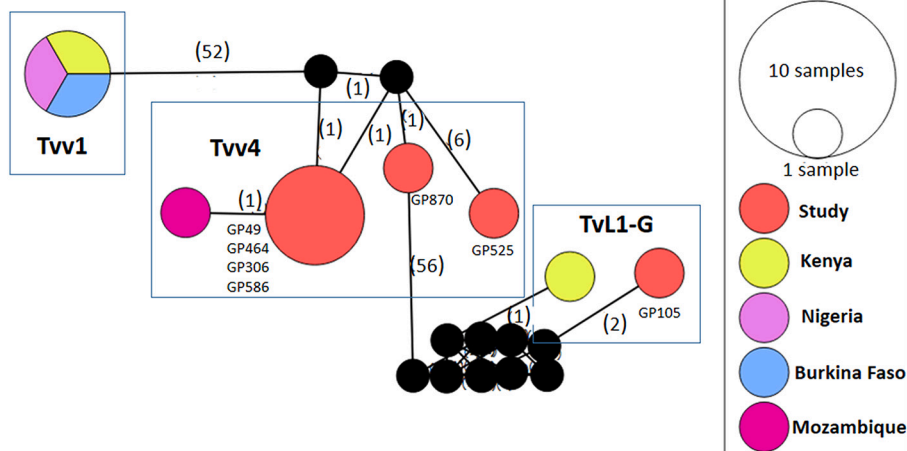 (52)
(1)
Tvv1
Tvv4
(1)
(1)
(1)
(6)
(1)
GP49
GP464
GP306
GP586
GP870
GP525
(56)
TvL1-G
GP105
(1)
(2)
10 samples
1 sample
Study
Kenya
Nigeria
Burkina Faso
Mozambique